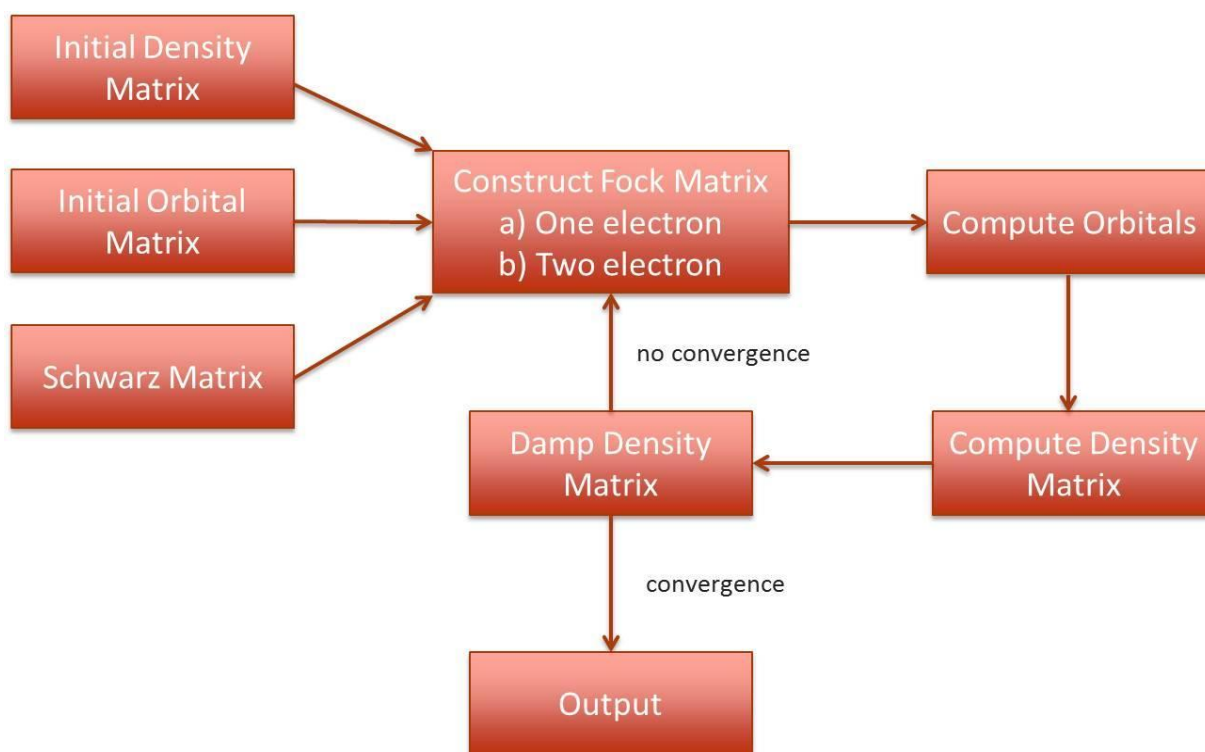 Initial Density
Matrix
Initial Orbital
Matrix
Schwarz Matrix
Construct Fock Matrix
a) One electron
b) Two electron
Compute Orbitals
no convergence
Damp Density
Matrix
Compute Density
Matrix
convergence
Output